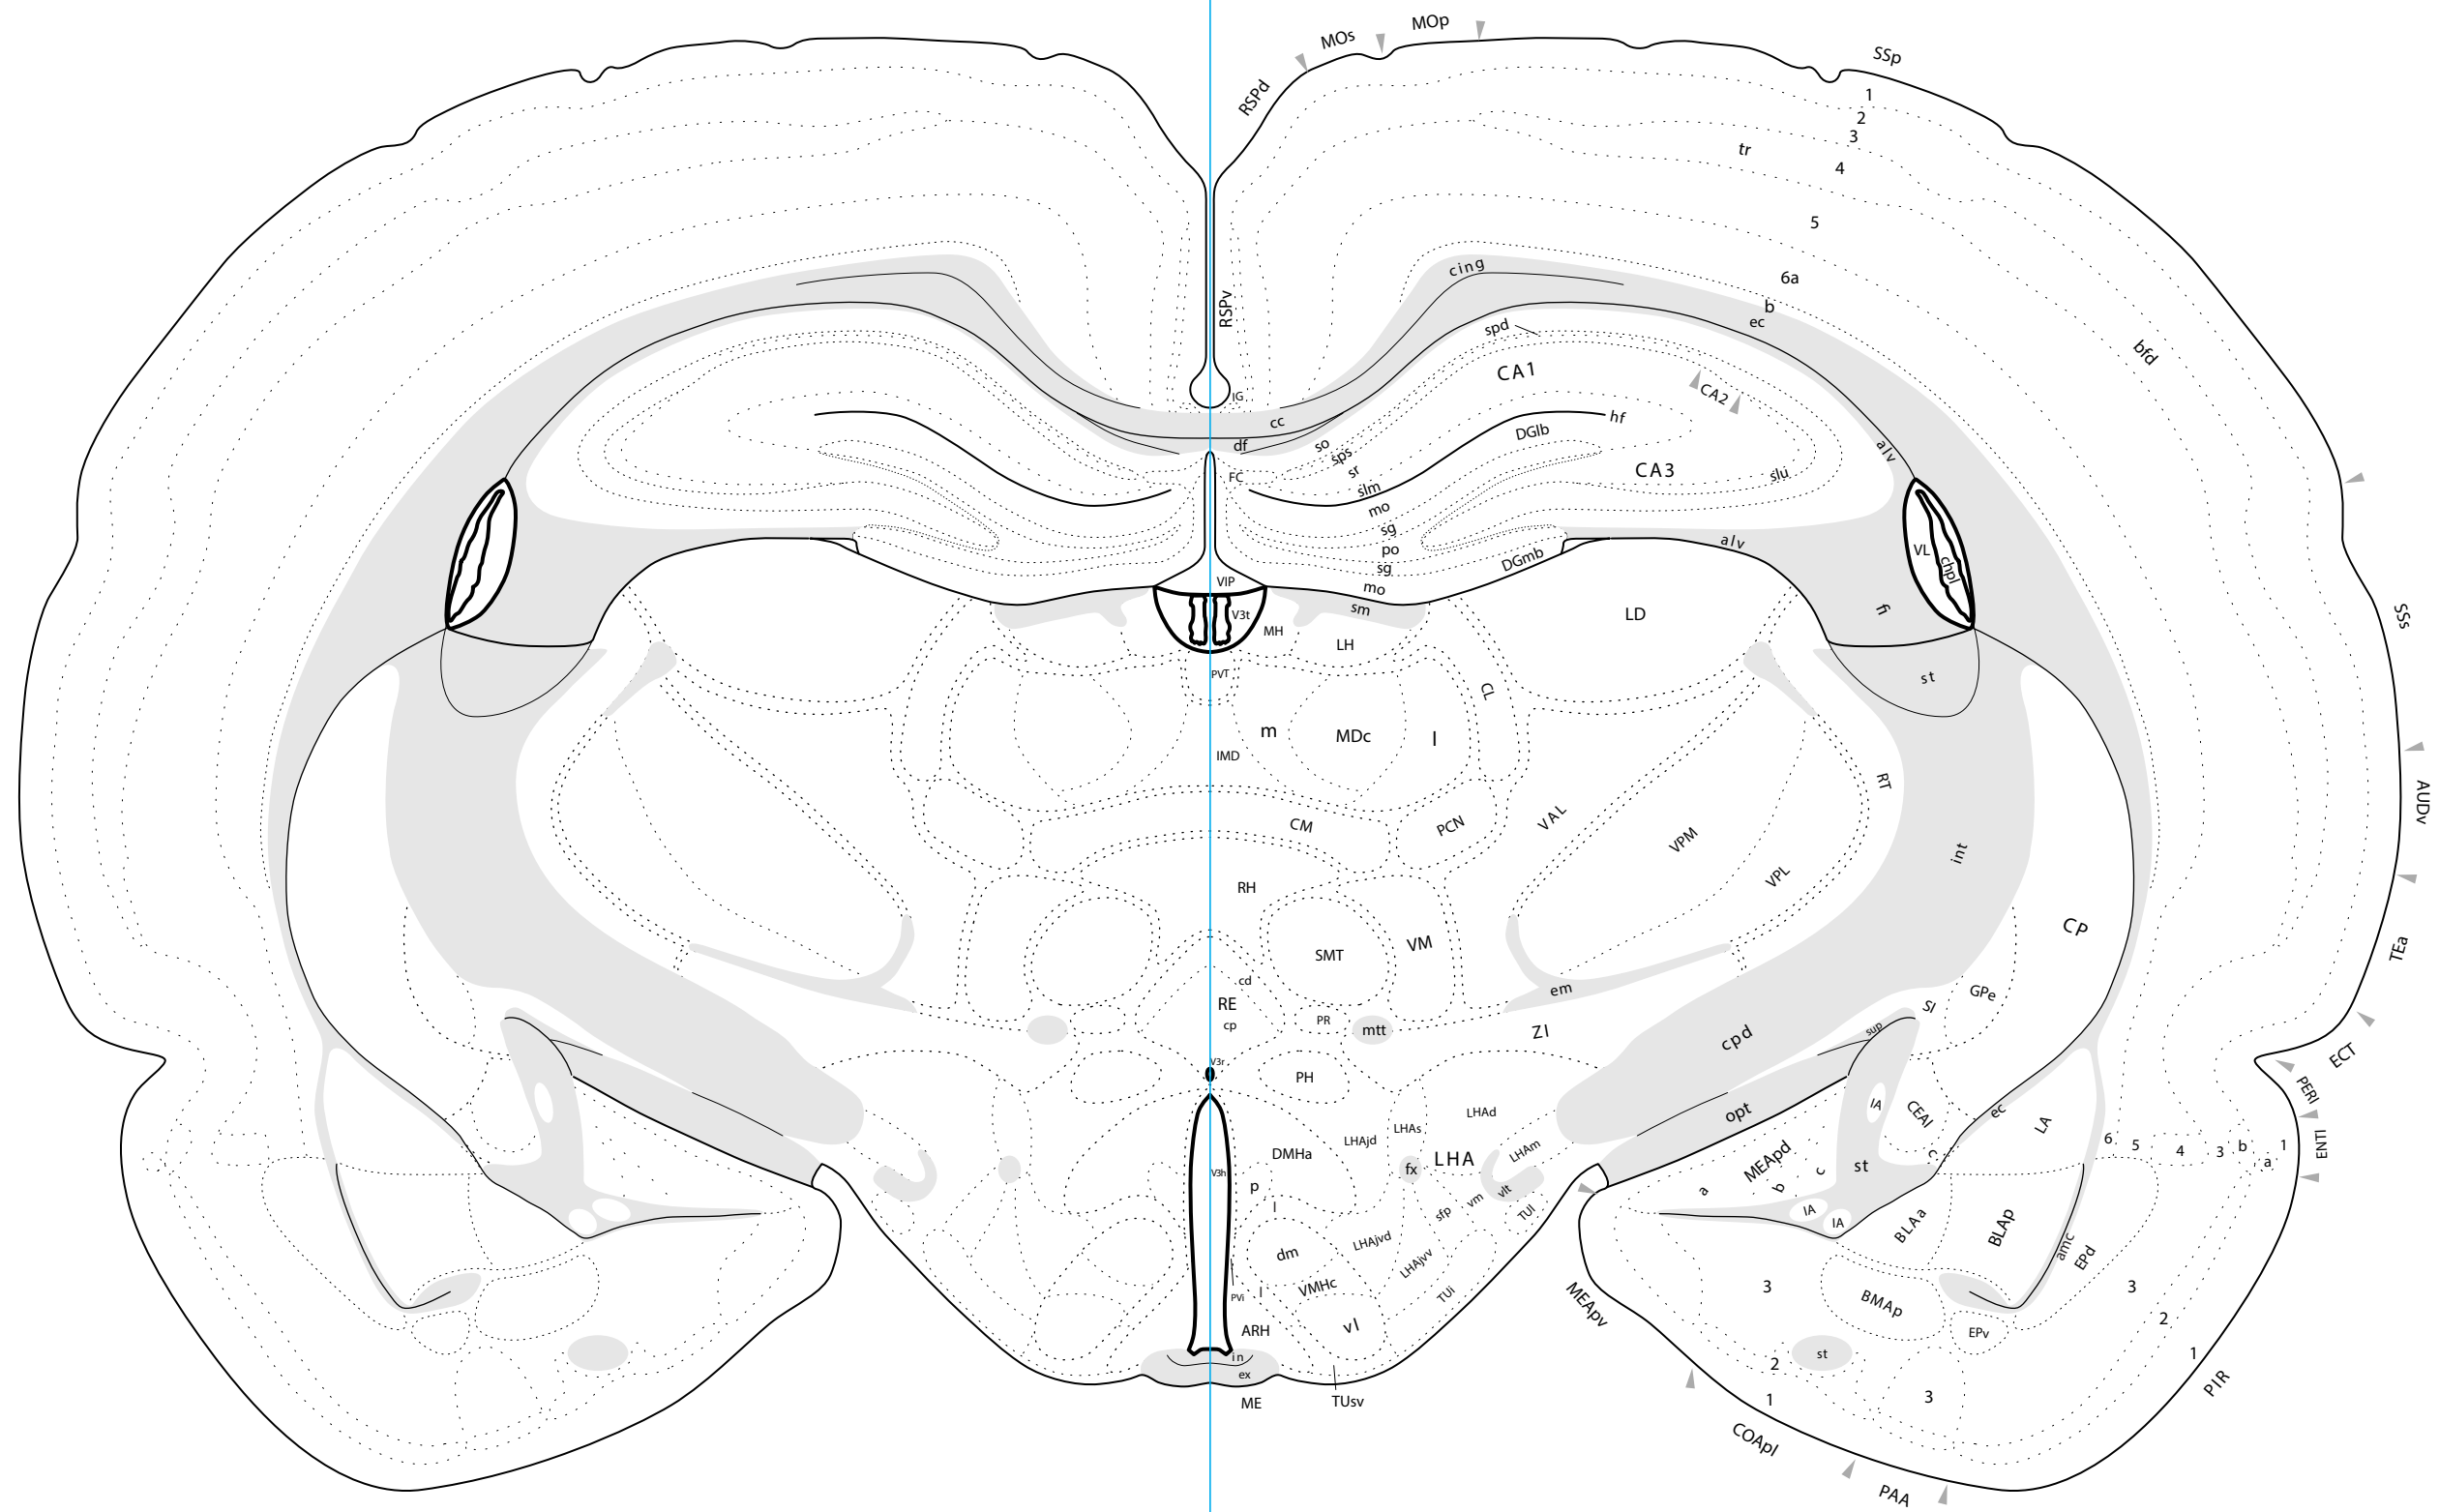 MOp
MOs
SSp
RSPd
1
2
3
tr
4
5
cing
6a
b
ec
RSPv
spd
bfd
CA1
CA2
IG
cc
hf
DGlb
df
so
sps
alv
sr
CA3
slu
FC
slm
SSs
mo
sg
po
alv
VL
sg
DGmb
chpl
VIP
mo
V3t
sm
LD
fi
MH
LH
PVT
st
CL
m
MDc
l
IMD
RT
AUDv
CM
PCN
VAL
VPM
int
VPL
RH
CP
TEa
SMT
VM
cd
em
GPe
RE
SI
cp
PR
mtt
ZI
sup
cpd
ECT
V3r
PH
PERI
IA
CEAl
ec
LA
opt
LHAd
LHAs
LHAjd
DMHa
LHA
LHAm
6
5
4
3
b
a
1
ENTl
fx
V3h
MEApd
c
st
c
p
a
b
vlt
vm
sfp
TUl
l
IA
IA
BLAa
BLAp
dm
LHAjvd
LHAjvv
amc
EPd
VMHc
l
PVi
TUi
MEApv
3
BMAp
3
2
ARH
vl
EPv
in
ex
2
st
1
ME
TUsv
1
3
PIR
COApl
PAA